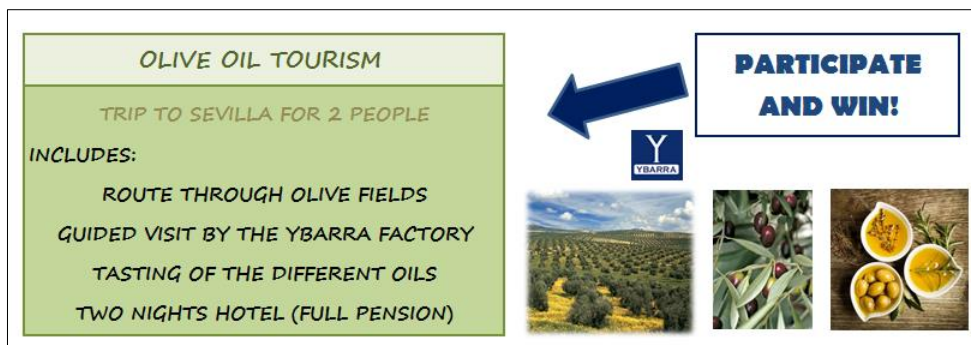 OLIVE OIL TOURISM
TRIP TO SEVILLA FOR 2 PEOPLE
INCLUDES:
ROUTE THROUGH OLIVE FIELDS
GUIDED VISIT BY THE YBARRA FACTORY
TASTING OF THE DIFFERENT OILS
TWO NIGHTS HOTEL (FULL PENSION)
PARTICIPATE
AND WIN!
Y
YBARRA